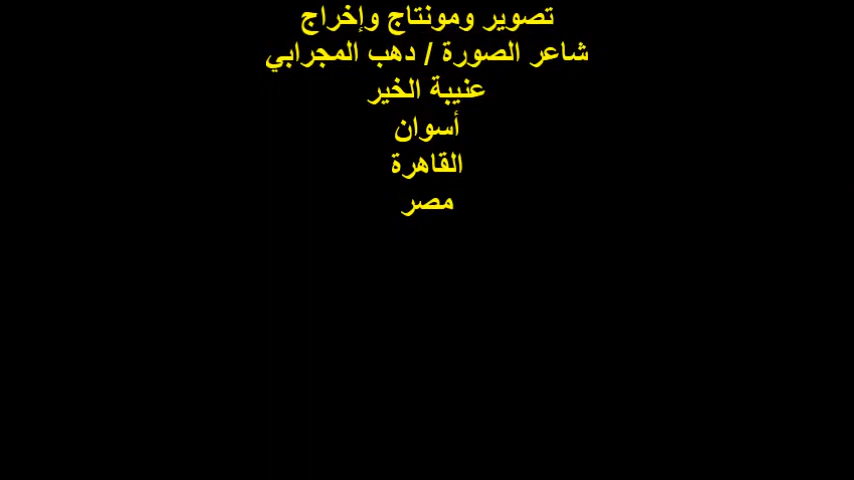 تصوير ومونتاج وإخراج
شاعر الصورة / دهب المجرابي
عنيبة الخير
أسوان
القاهرة
مصر